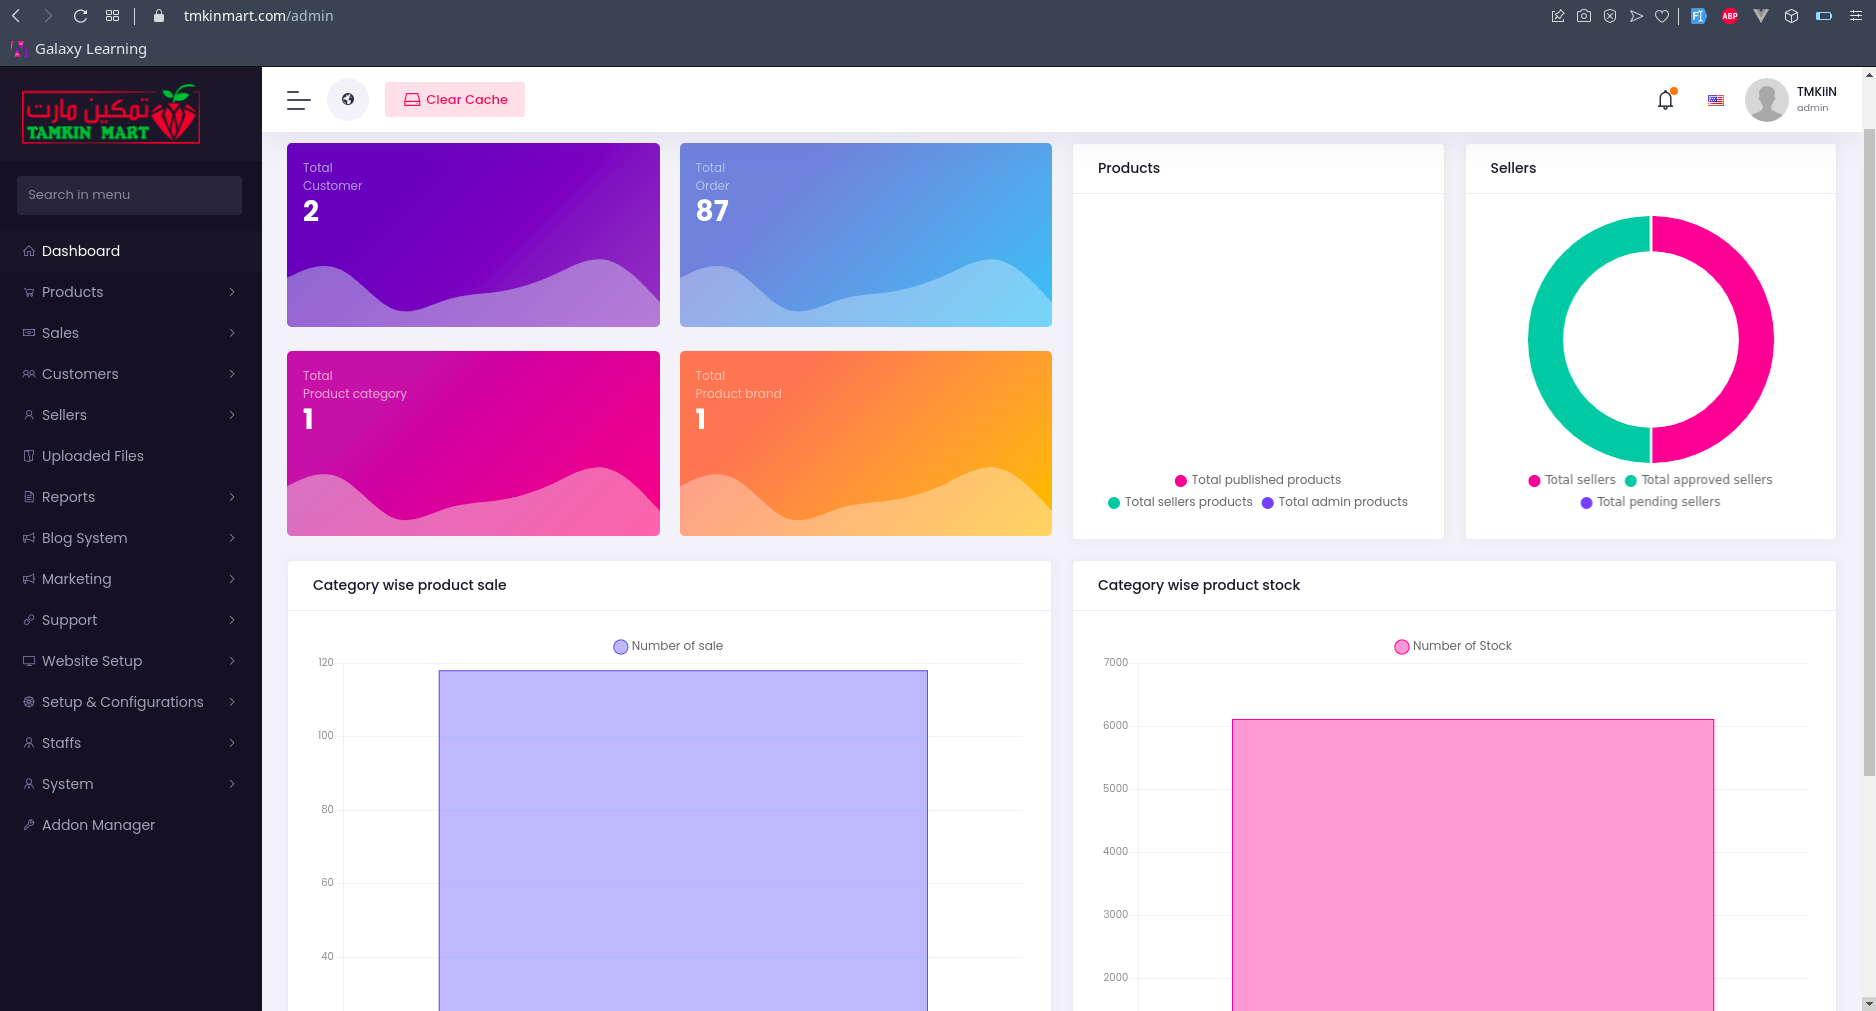 tmkinmart.com/admin
ABP
Galaxy Learning
تمكين مارت
TAMKIN MART
Clear Cache
TMKIIN
admin
Search in menu
Dashboard
Products
Sales
Customers
Sellers
Uploaded Files
Reports
Blog System
Marketing
Support
Website Setup
Setup & Configurations
Staffs
System
Addon Manager
Total
Customer
2
Total
Order
87
Total
Product category
1
Total
Product brand
1
Products
Total published products
Total sellers products
Total admin products
Sellers
Total sellers
Total approved sellers
Total pending sellers
Category wise product sale
Number of sale
120
100
80
60
40
Category wise product stock
Number of Stock
7000
6000
5000
4000
3000
2000